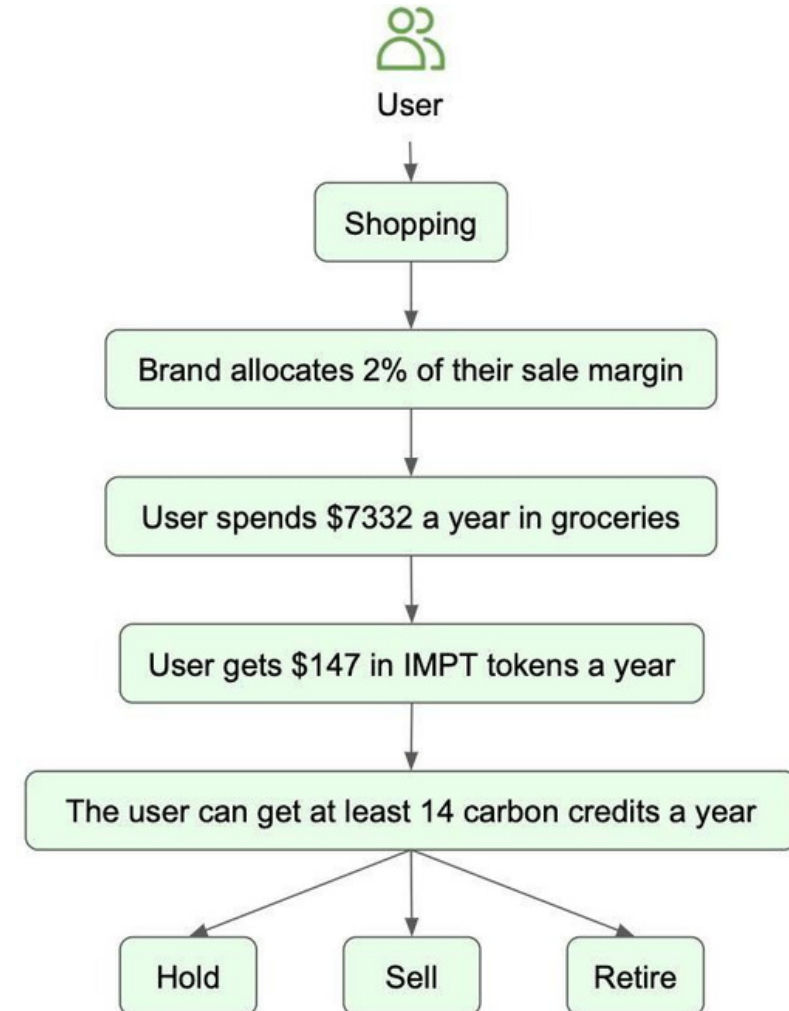 User
Shopping
Brand allocates 2% of their sale margin
User spends $7332 a year in groceries
User gets $147 in IMPT tokens a year
The user can get at least 14 carbon credits a year
Hold
Sell
Retire